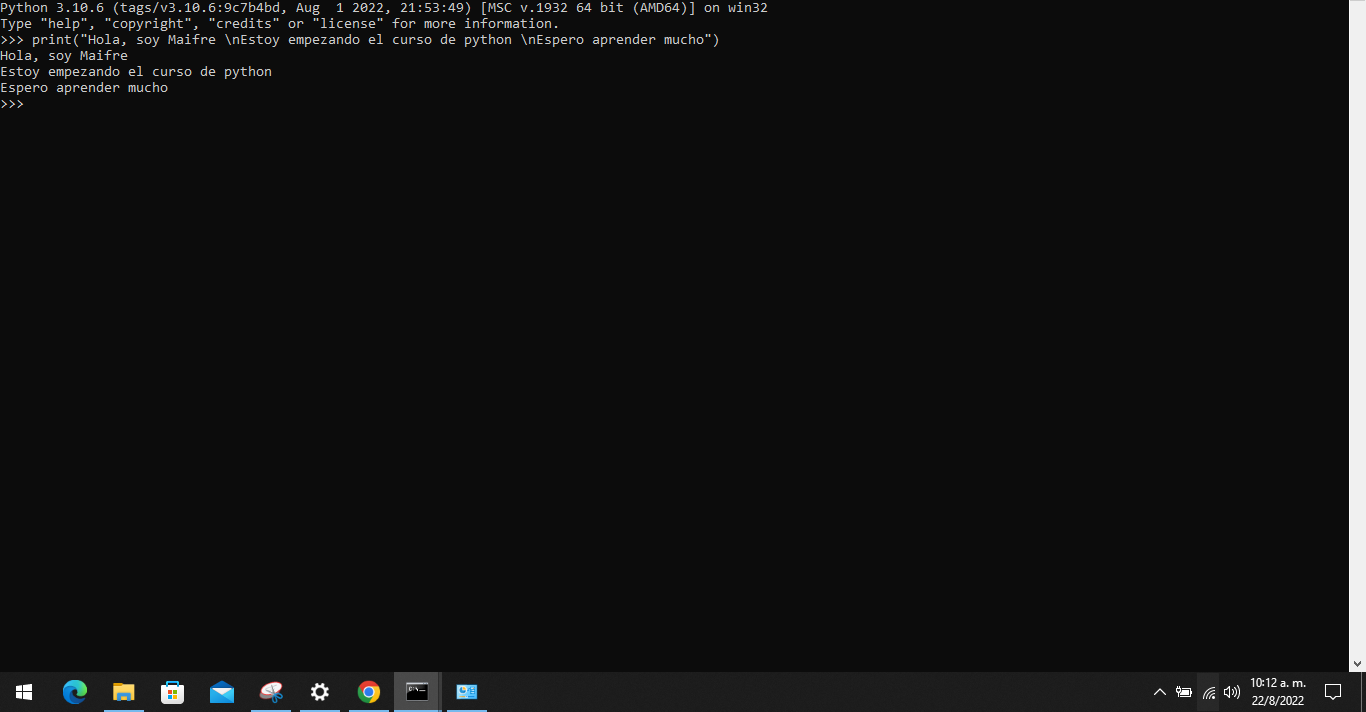 Python 3.10.6 (tags/v3.10.6:9c7b4bd, Aug  1 2022, 21:53:49) [MSC v.1932 64 bit (AMD64)] on win32
Type "help", "copyright", "credits" or "license" for more information.
>>> print("Hola, soy Maifre \nEstoy empezando el curso de python \nEspero aprender mucho")
Hola, soy Maifre
Estoy empezando el curso de python
Espero aprender mucho
>>>
10:12 a. m.
22/8/2022